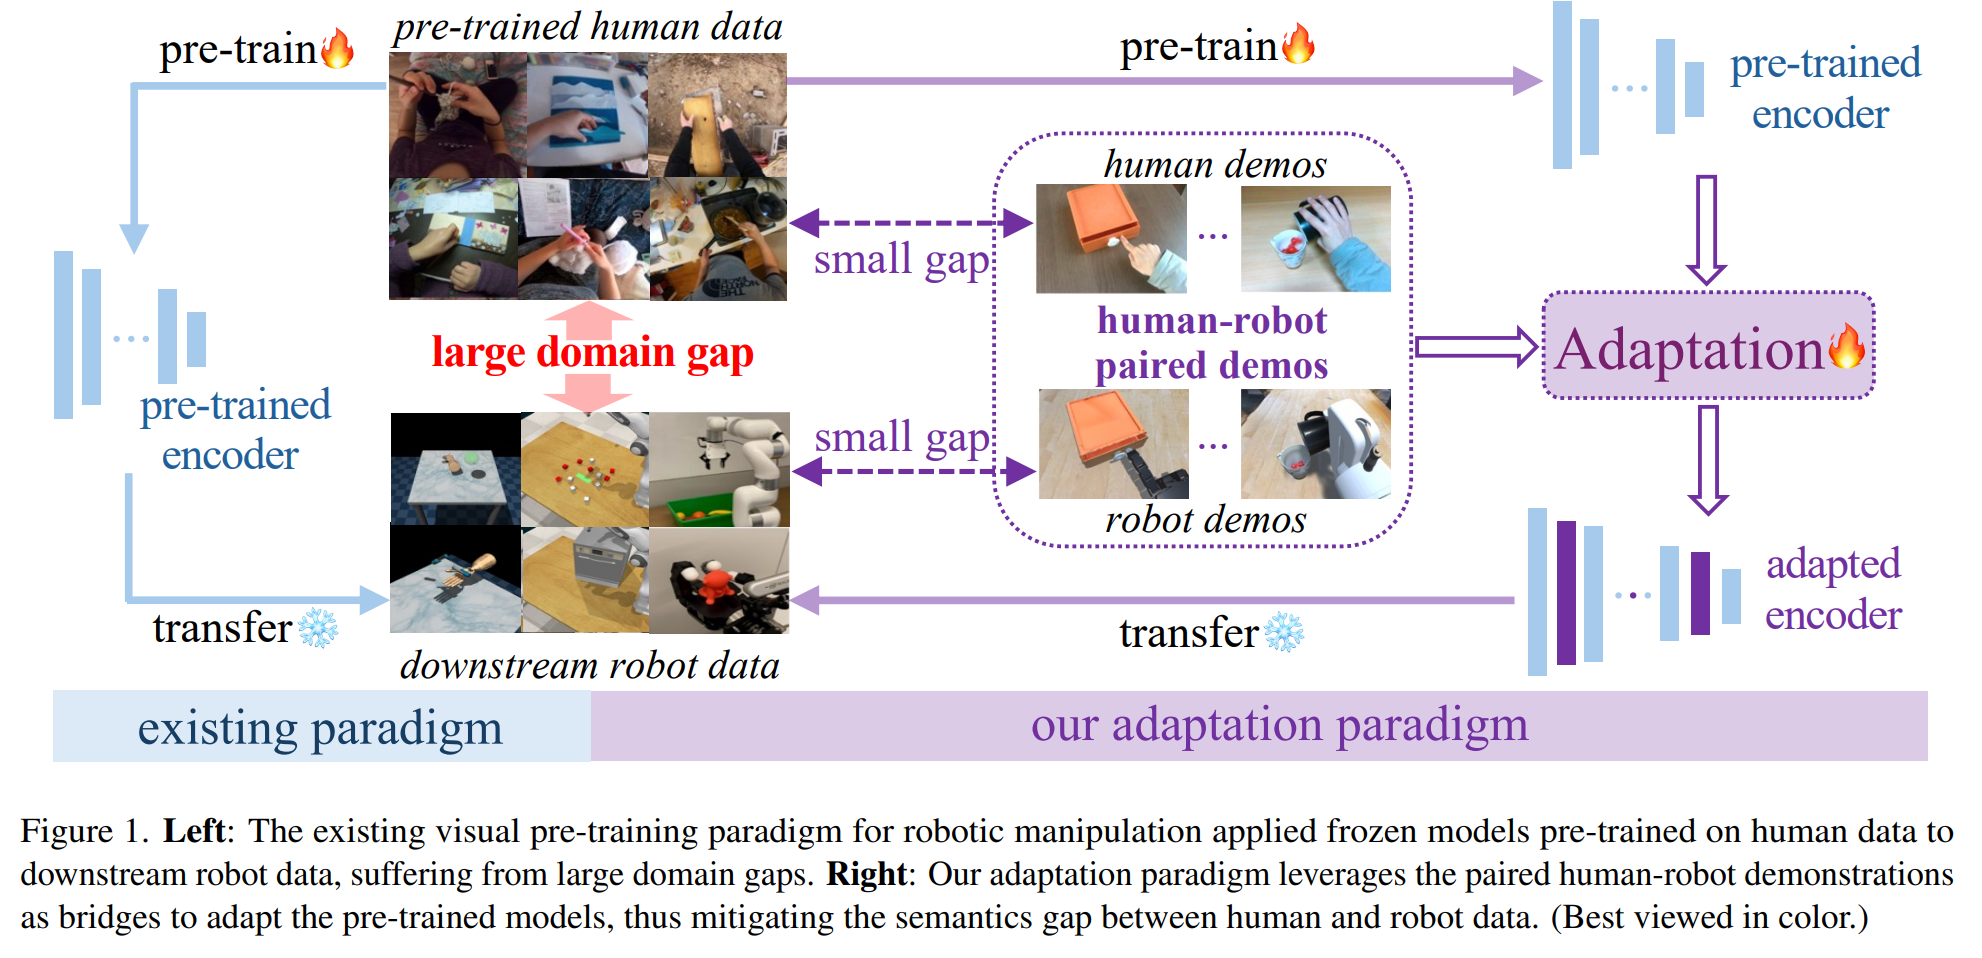 pre-trained human data
pre-train
pre-train
pre-trained
encoder
human demos
small gap
human-robot
paired demos
large domain gap
Adaptation
pre-trained
encoder
small gap
robot demos
adapted
encoder
transfer
transfer
downstream robot data
existing paradigm
our adaptation paradigm
Figure 1. Left: The existing visual pre-training paradigm for robotic manipulation applied frozen models pre-trained on human data to
downstream robot data, suffering from large domain gaps. Right: Our adaptation paradigm leverages the paired human-robot demonstrations
as bridges to adapt the pre-trained models, thus mitigating the semantics gap between human and robot data. (Best viewed in color.)